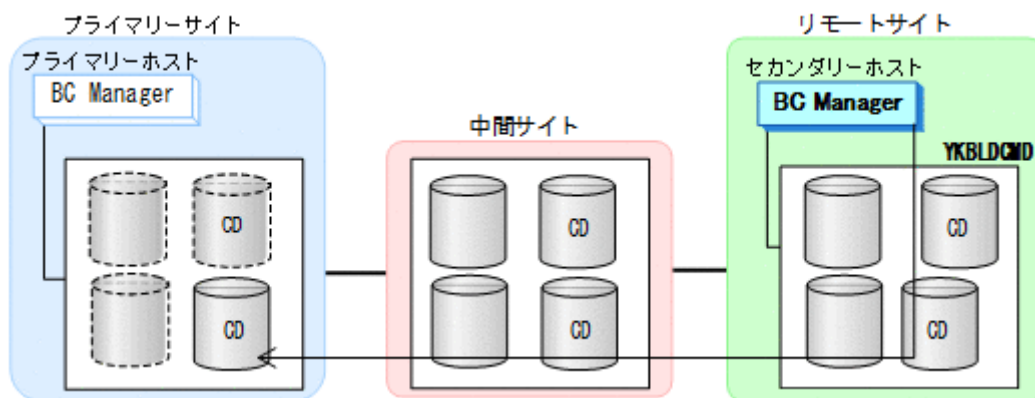 プライマリーサイト
プライマリーホスト
BC Manager
CD
CD
中間サイト
CD
CD
リモートサイト
セカンダリーホスト
BC Manager
YKBLDCMD
CD
CD